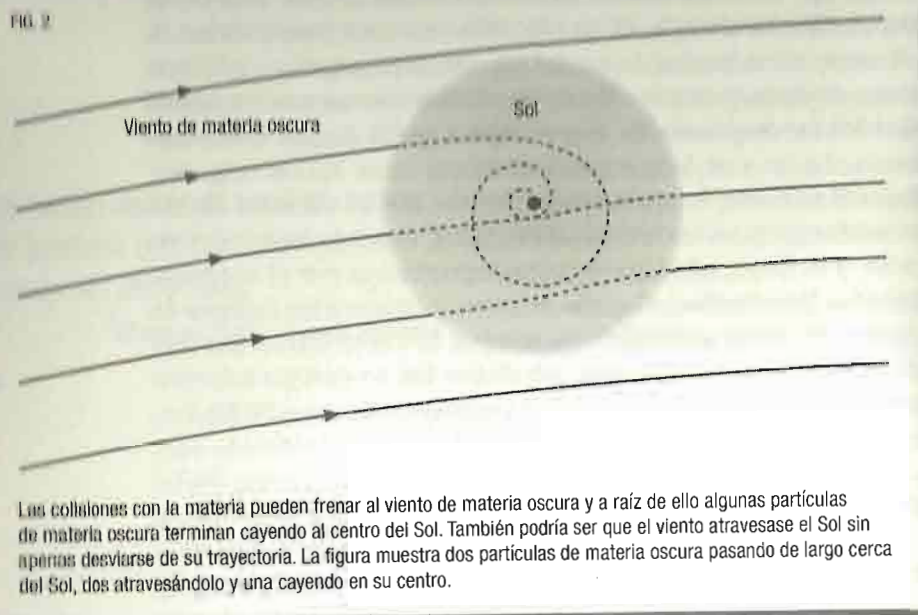 FIG. 2
Sol
Viento de materia oscura
Las colisiones con la materia pueden frenar al viento de materia oscura y a raíz de ello algunas partículas
de materia oscura terminan cayendo al centro del Sol. También podría ser que el viento atravesase el Sol sin
apenas desviarse de su trayectoria. La figura muestra dos partículas de materia oscura pasando de largo cerca
del Sol, dos atravesándolo y una cayendo en su centro.